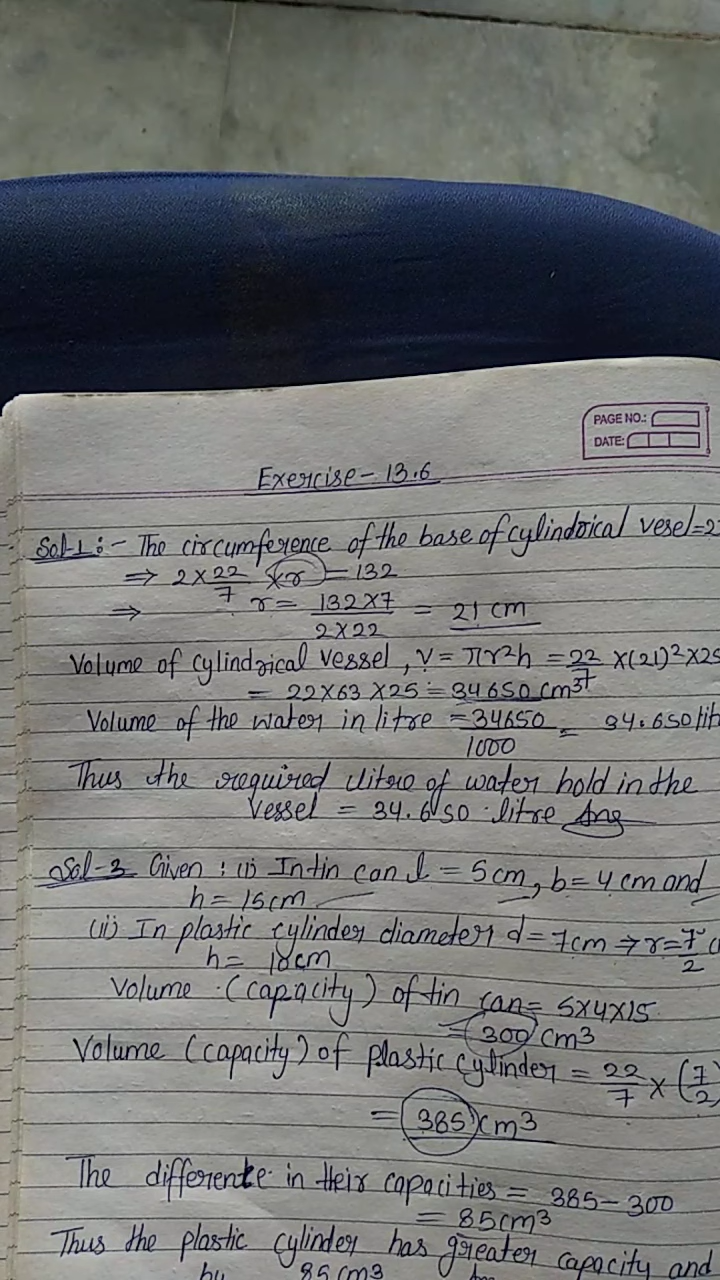 PAGE NO.:
DATE:
Exercise - 13.6
Sol-1:- The circumference of the base of cylindrical vesel=2
⇒ 2×22/7 ×r = 132
⇒ r = 132×7/2×22 = 21 cm
Volume of cylindrical vessel, V = πr²h = 22/7 ×(21)²×25
= 22×63×25 = 34650 cm³
Volume of the water in litre = 34650/1000 = 34.650 lit
Thus the required litre of water hold in the
vessel = 34.650 litre Ans
Sol-3 Given : (i) In tin can l = 5cm, b = 4 cm and
h = 15cm
(ii) In plastic cylinder diameter d = 7cm ⇒ r = 7/2 c
h = 10cm
Volume (capacity) of tin can = 5×4×15
= 300 cm³
Volume (capacity) of plastic cylinder = 22/7 × (7/2)
= 385 cm³
The difference in their capacities = 385-300
= 85cm³
Thus the plastic cylinder has greater capacity and
by 85 cm3